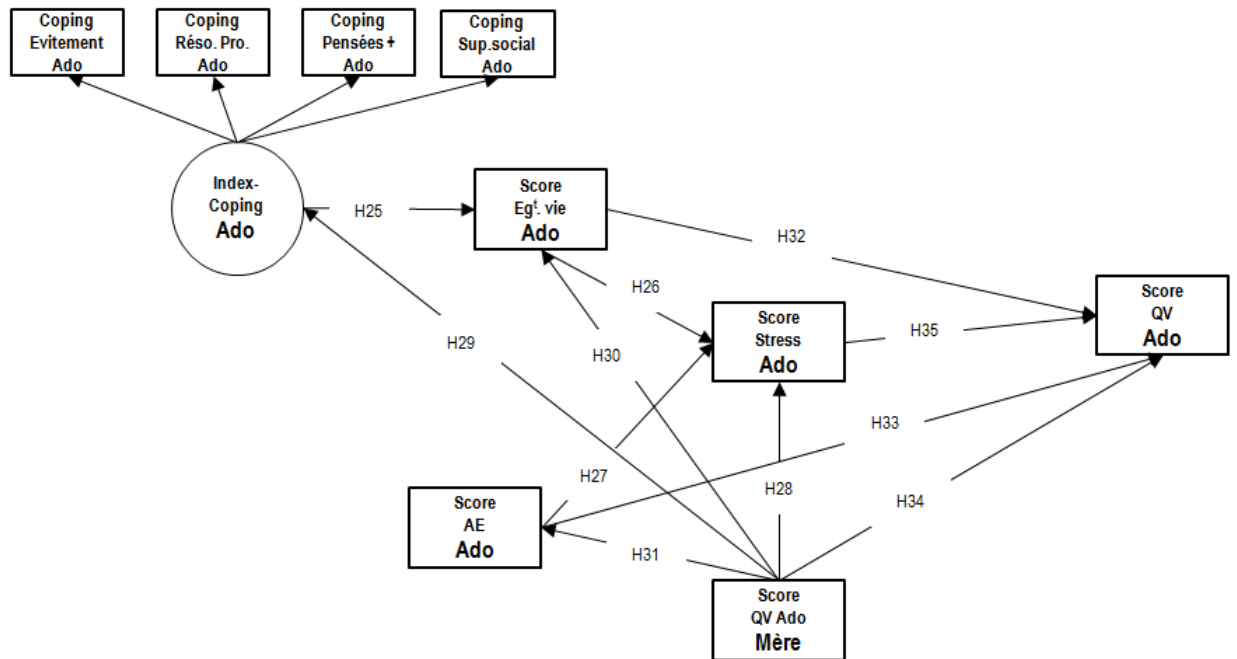 Coping
Evitement
Ado
Coping
Réso. Pro.
Ado
Coping
Pensées +
Ado
Coping
Sup.social
Ado
Index-
Coping
Ado
H25
Score
Egᵗ. vie
Ado
H32
H26
Score
QV
Ado
Score
Stress
Ado
H35
H29
H30
H33
H27
H28
H34
Score
AE
Ado
H31
Score
QV Ado
Mère